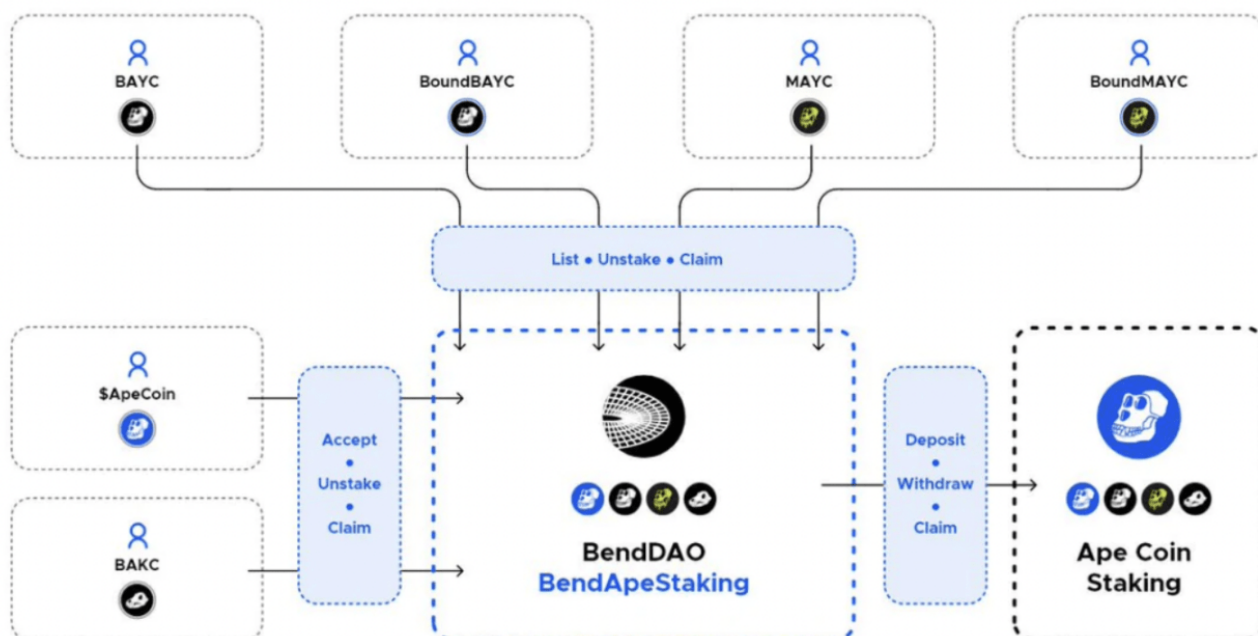 BAYC
BoundBAYC
MAYC
BoundMAYC
List • Unstake • Claim
$ApeCoin
BAKC
Accept
•
Unstake
•
Claim
BendDAO
BendApeStaking
Deposit
•
Withdraw
•
Claim
Ape Coin
Staking